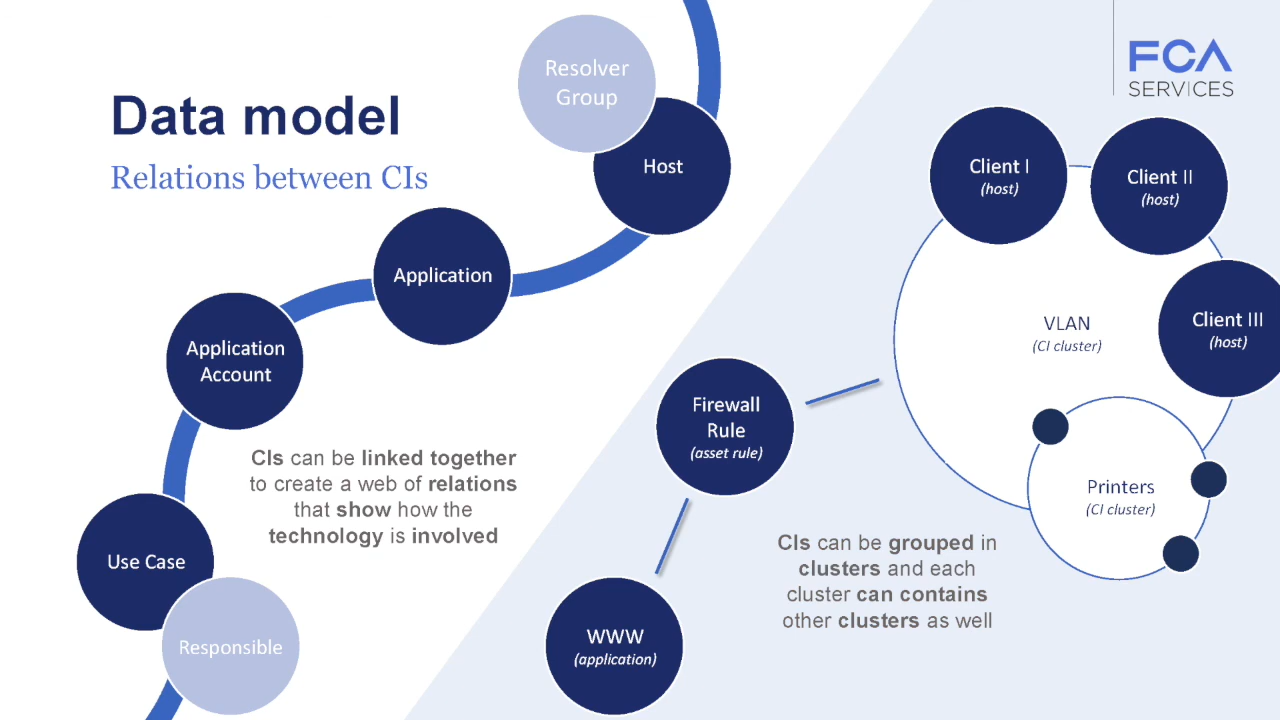 FCA
SERVICES
Data model
Relations between CIs
Resolver
Group
Host
Application
Application
Account
Use Case
Responsible
CIs can be linked together
to create a web of relations
that show how the
technology is involved
Client I
(host)
Client II
(host)
Client III
(host)
VLAN
(CI cluster)
Printers
(CI cluster)
Firewall
Rule
(asset rule)
WWW
(application)
CIs can be grouped in
clusters and each
cluster can contains
other clusters as well